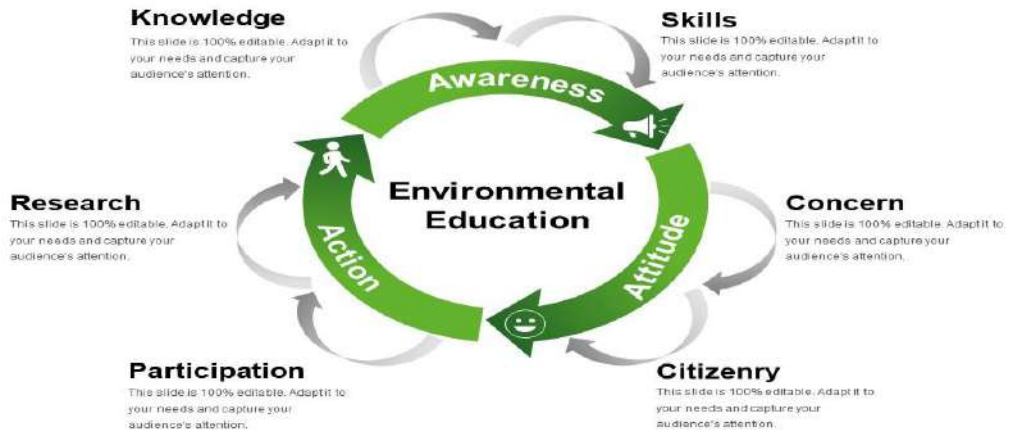 Knowledge
This slide is 100% editable. Adapt it to
your needs and capture your
audience's attention.
Skills
This slide is 100% editable. Adapt it to
your needs and capture your
audience's attention.
Awareness
Environmental
Education
Research
This slide is 100% editable. Adapt it to
your needs and capture your
audience's attention.
Concern
This slide is 100% editable. Adapt it to
your needs and capture your
audience's attention.
Action
Attitude
Participation
This slide is 100% editable. Adapt it to
your needs and capture your
audience's attention.
Citizenry
This slide is 100% editable. Adapt it to
your needs and capture your
audience's attention.